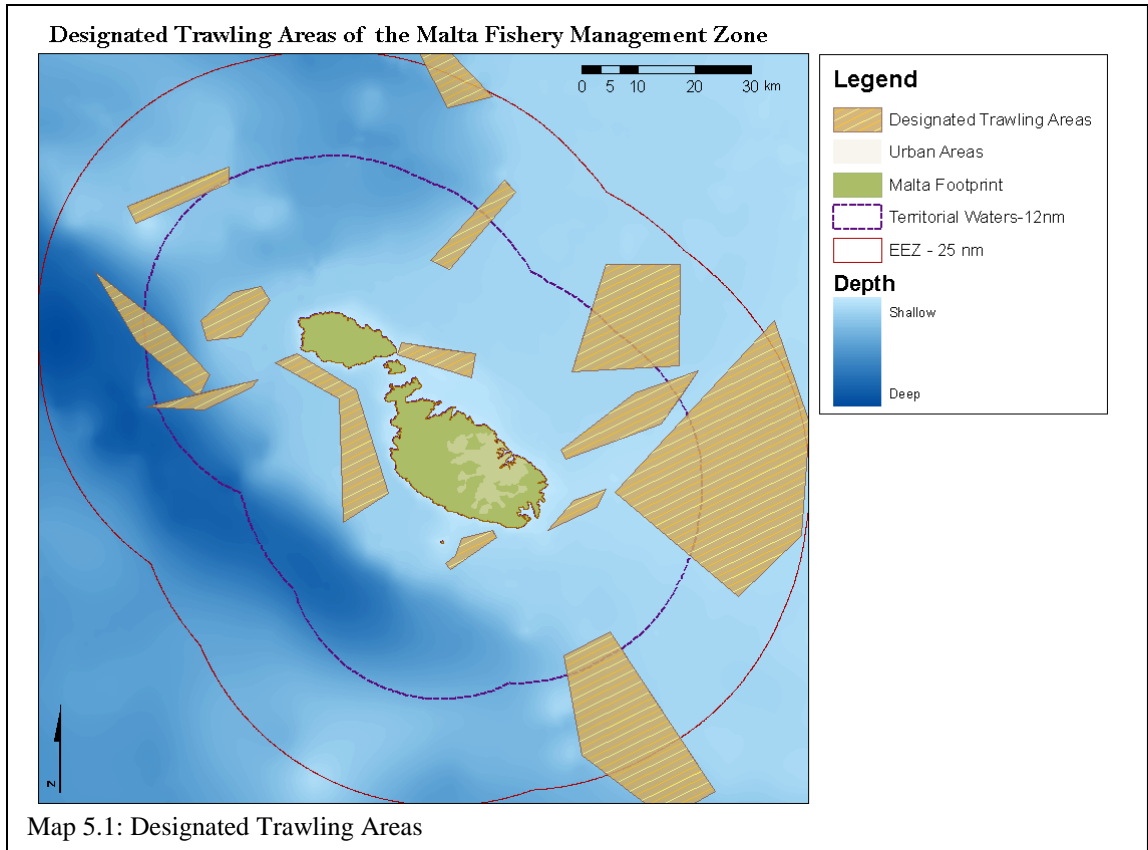 Designated Trawling Areas of the Malta Fishery Management Zone
0 5 10 20 30 km
Legend
Designated Trawling Areas
Urban Areas
Malta Footprint
Territorial Waters-12nm
EEZ - 25 nm
Depth
Shallow
Deep
N
Map 5.1: Designated Trawling Areas